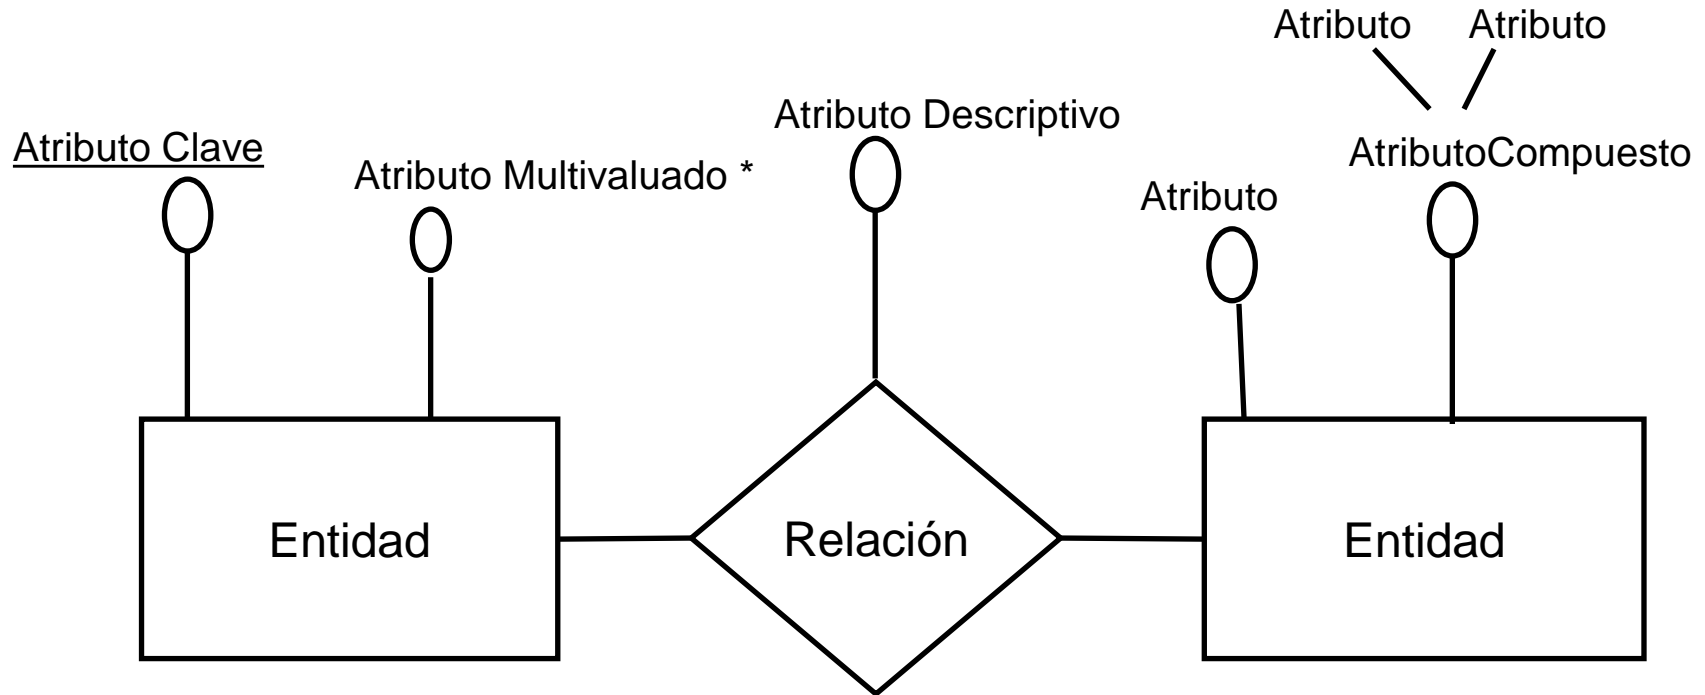 Atributo Atributo
Atributo Descriptivo
Atributo Clave
AtributoCompuesto
Atributo Multivaluado *
Atributo
Entidad
Relación
Entidad